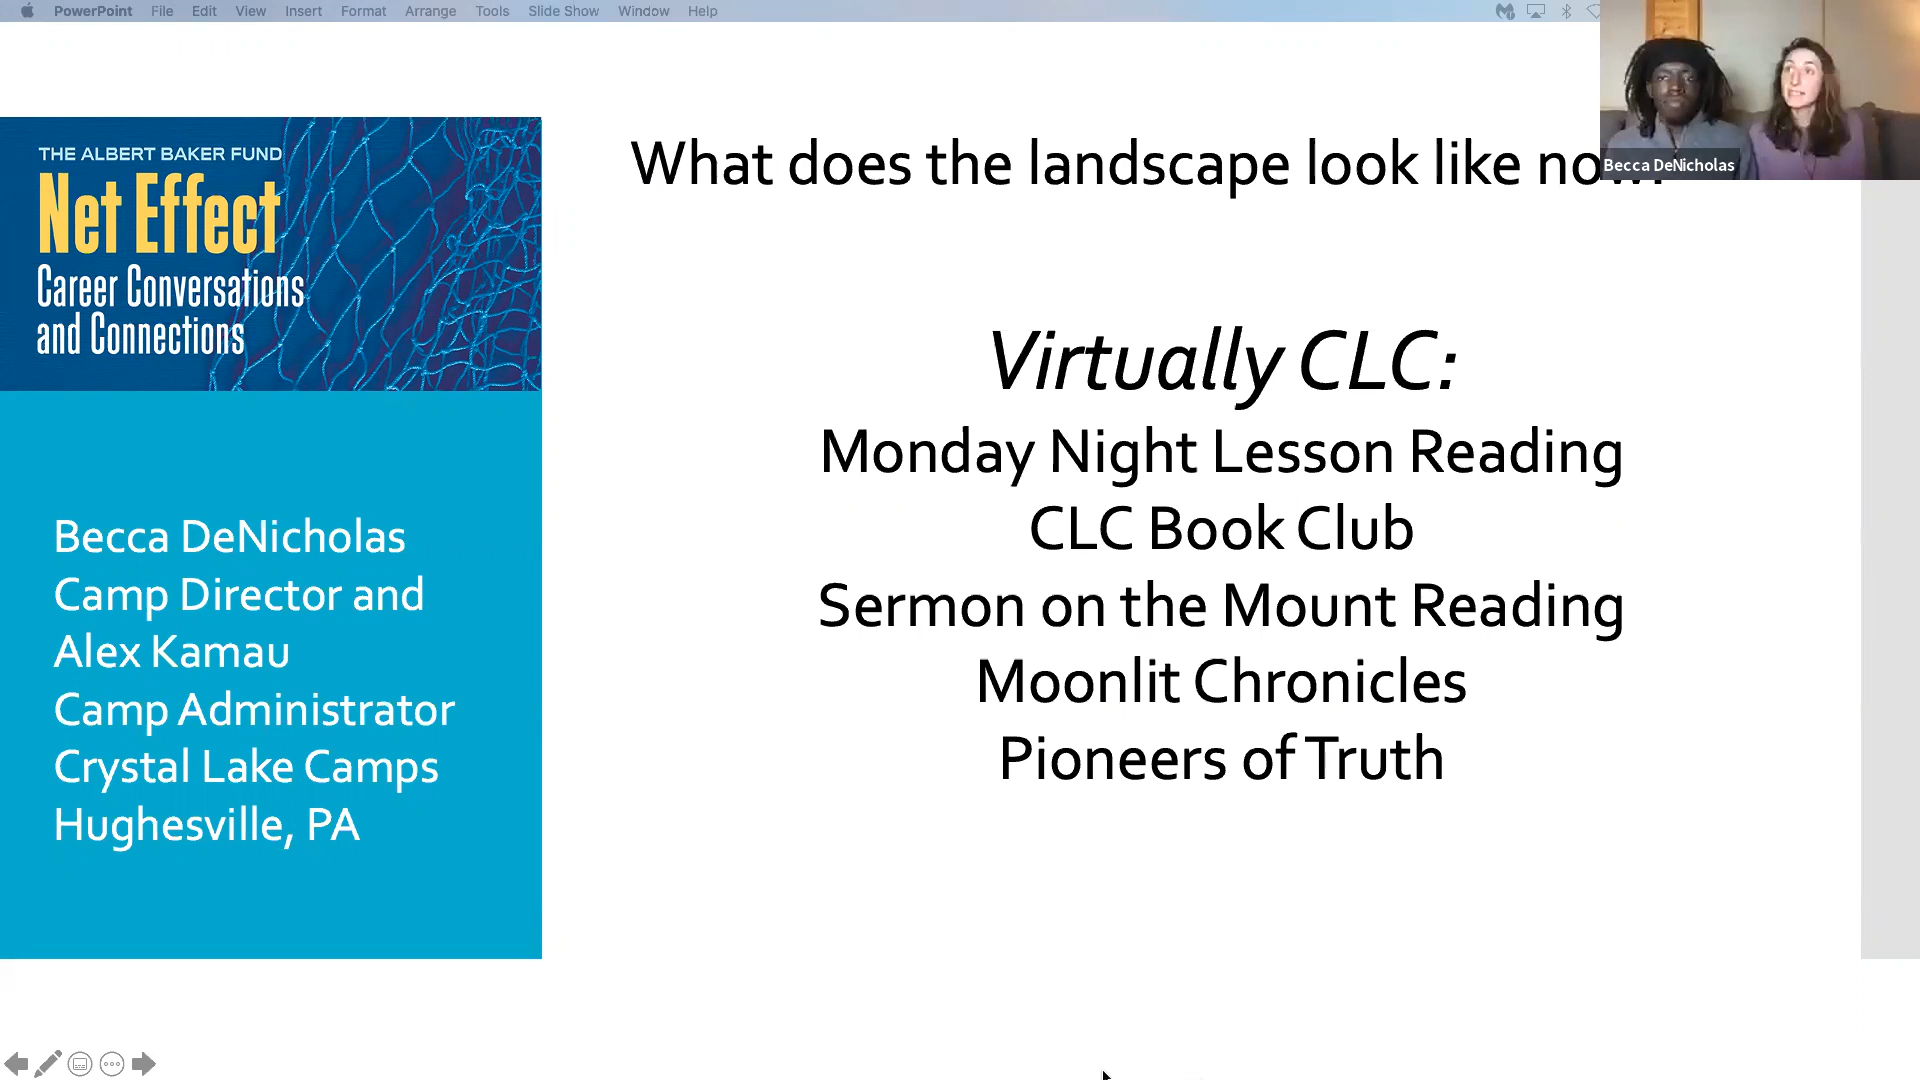 PowerPoint File Edit View Insert Format Arrange Tools Slide Show Window Help
Becca DeNicholas
THE ALBERT BAKER FUND
Net Effect
Career Conversations
and Connections
Becca DeNicholas
Camp Director and
Alex Kamau
Camp Administrator
Crystal Lake Camps
Hughesville, PA
What does the landscape look like
Virtually CLC:
Monday Night Lesson Reading
CLC Book Club
Sermon on the Mount Reading
Moonlit Chronicles
Pioneers of Truth